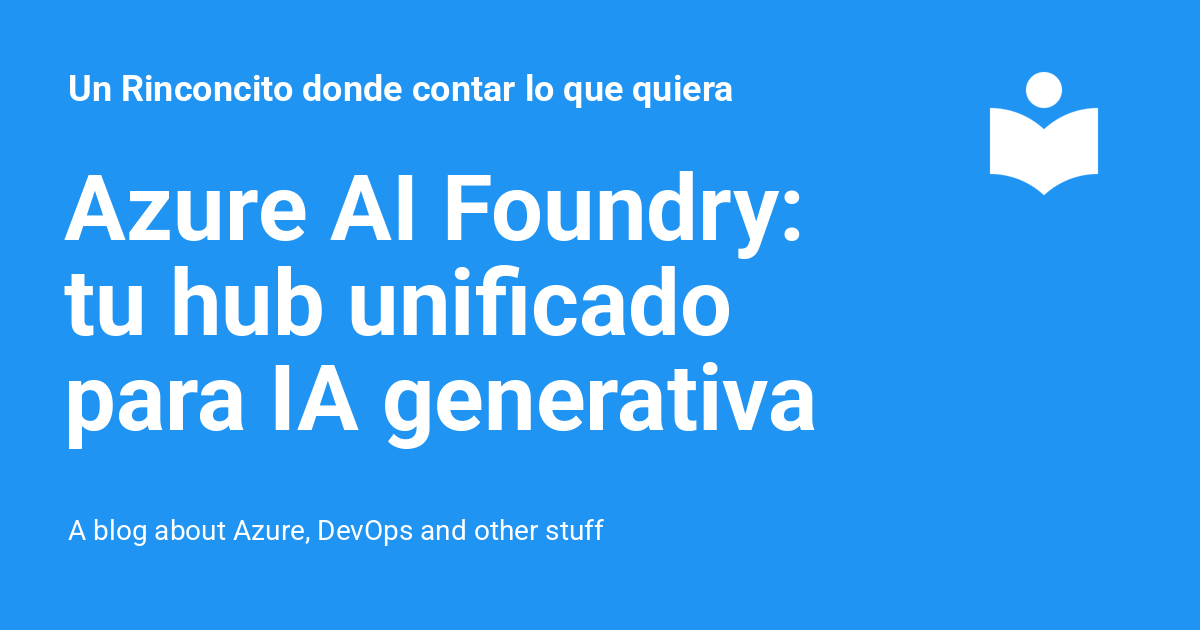 Un Rinconcito donde contar lo que quiera
Azure AI Foundry:
tu hub unificado
para IA generativa
A blog about Azure, DevOps and other stuff